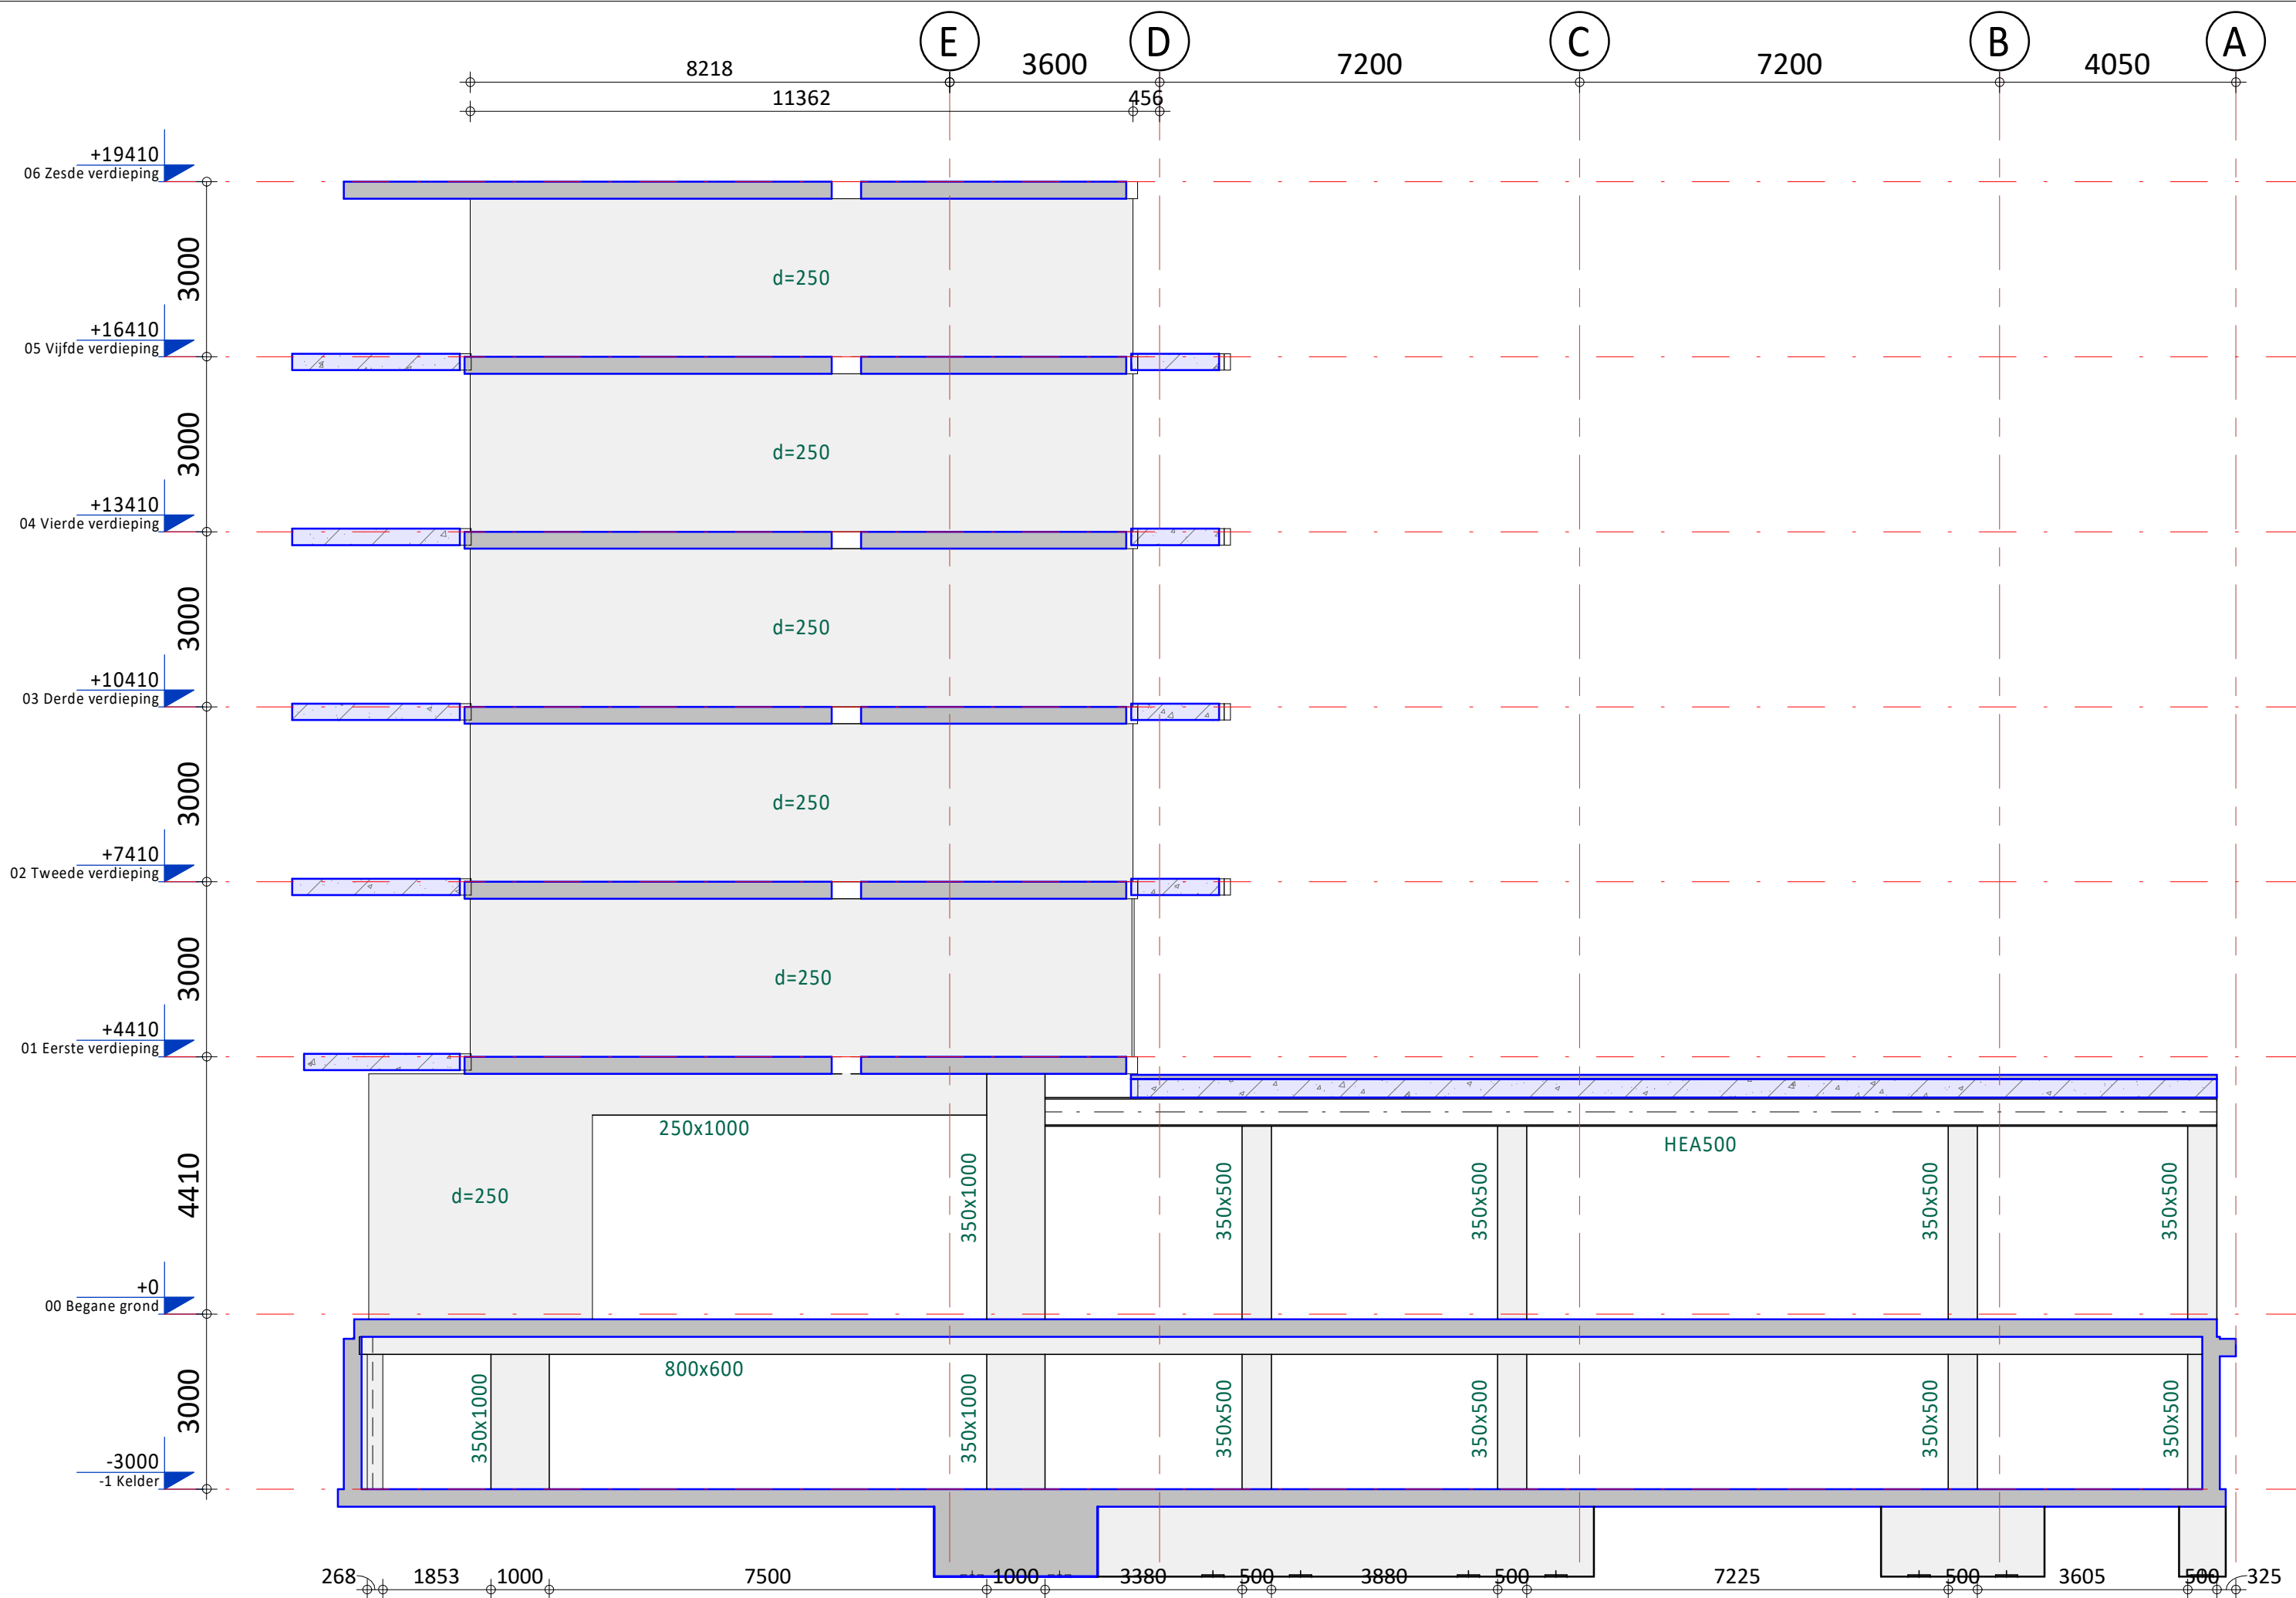 E
D
C
B
A
8218
3600
7200
7200
4050
11362
456
+19410
06 Zesde verdieping
3000
d=250
+16410
05 Vijfde verdieping
3000
d=250
+13410
04 Vierde verdieping
3000
d=250
+10410
03 Derde verdieping
3000
d=250
+7410
02 Tweede verdieping
3000
d=250
+4410
01 Eerste verdieping
250x1000
HEA500
4410
d=250
350x1000
350x500
350x500
350x500
350x500
+0
00 Begane grond
800x600
3000
350x1000
350x1000
350x500
350x500
350x500
350x500
-3000
-1 Kelder
268
1853
1000
7500
1000
3380
500
3880
500
7225
500
3605
500
325